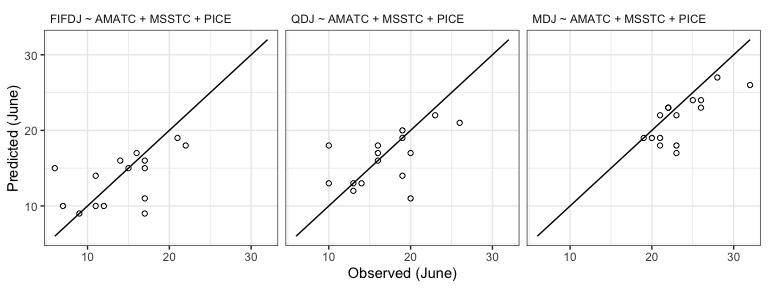 FIFDJ ~ AMATC + MSSTC + PICE
QDJ ~ AMATC + MSSTC + PICE
MDJ ~ AMATC + MSSTC + PICE
Predicted (June)
30
20
10
10 20 30
10 20 30
10 20 30
Observed (June)